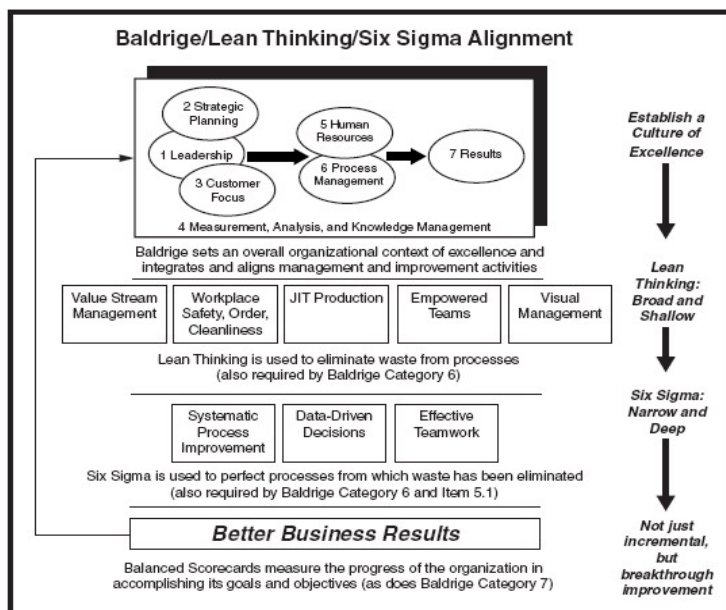 Baldrige/Lean Thinking/Six Sigma Alignment
2 Strategic
Planning
1 Leadership
3 Customer
Focus
5 Human
Resources
6 Process
Management
7 Results
4 Measurement, Analysis, and Knowledge Management
Baldrige sets an overall organizational context of excellence and
integrates and aligns management and improvement activities
Value Stream
Management
Workplace
Safety, Order,
Cleanliness
JIT Production
Empowered
Teams
Visual
Management
Lean Thinking is used to eliminate waste from processes
(also required by Baldrige Category 6)
Systematic
Process
Improvement
Data-Driven
Decisions
Effective
Teamwork
Six Sigma is used to perfect processes from which waste has been eliminated
(also required by Baldrige Category 6 and Item 5.1)
Better Business Results
Balanced Scorecards measure the progress of the organization in
accomplishing its goals and objectives (as does Baldrige Category 7)
Establish a
Culture of
Excellence
Lean
Thinking:
Broad and
Shallow
Six Sigma:
Narrow and
Deep
Not just
incremental,
but
breakthrough
improvement